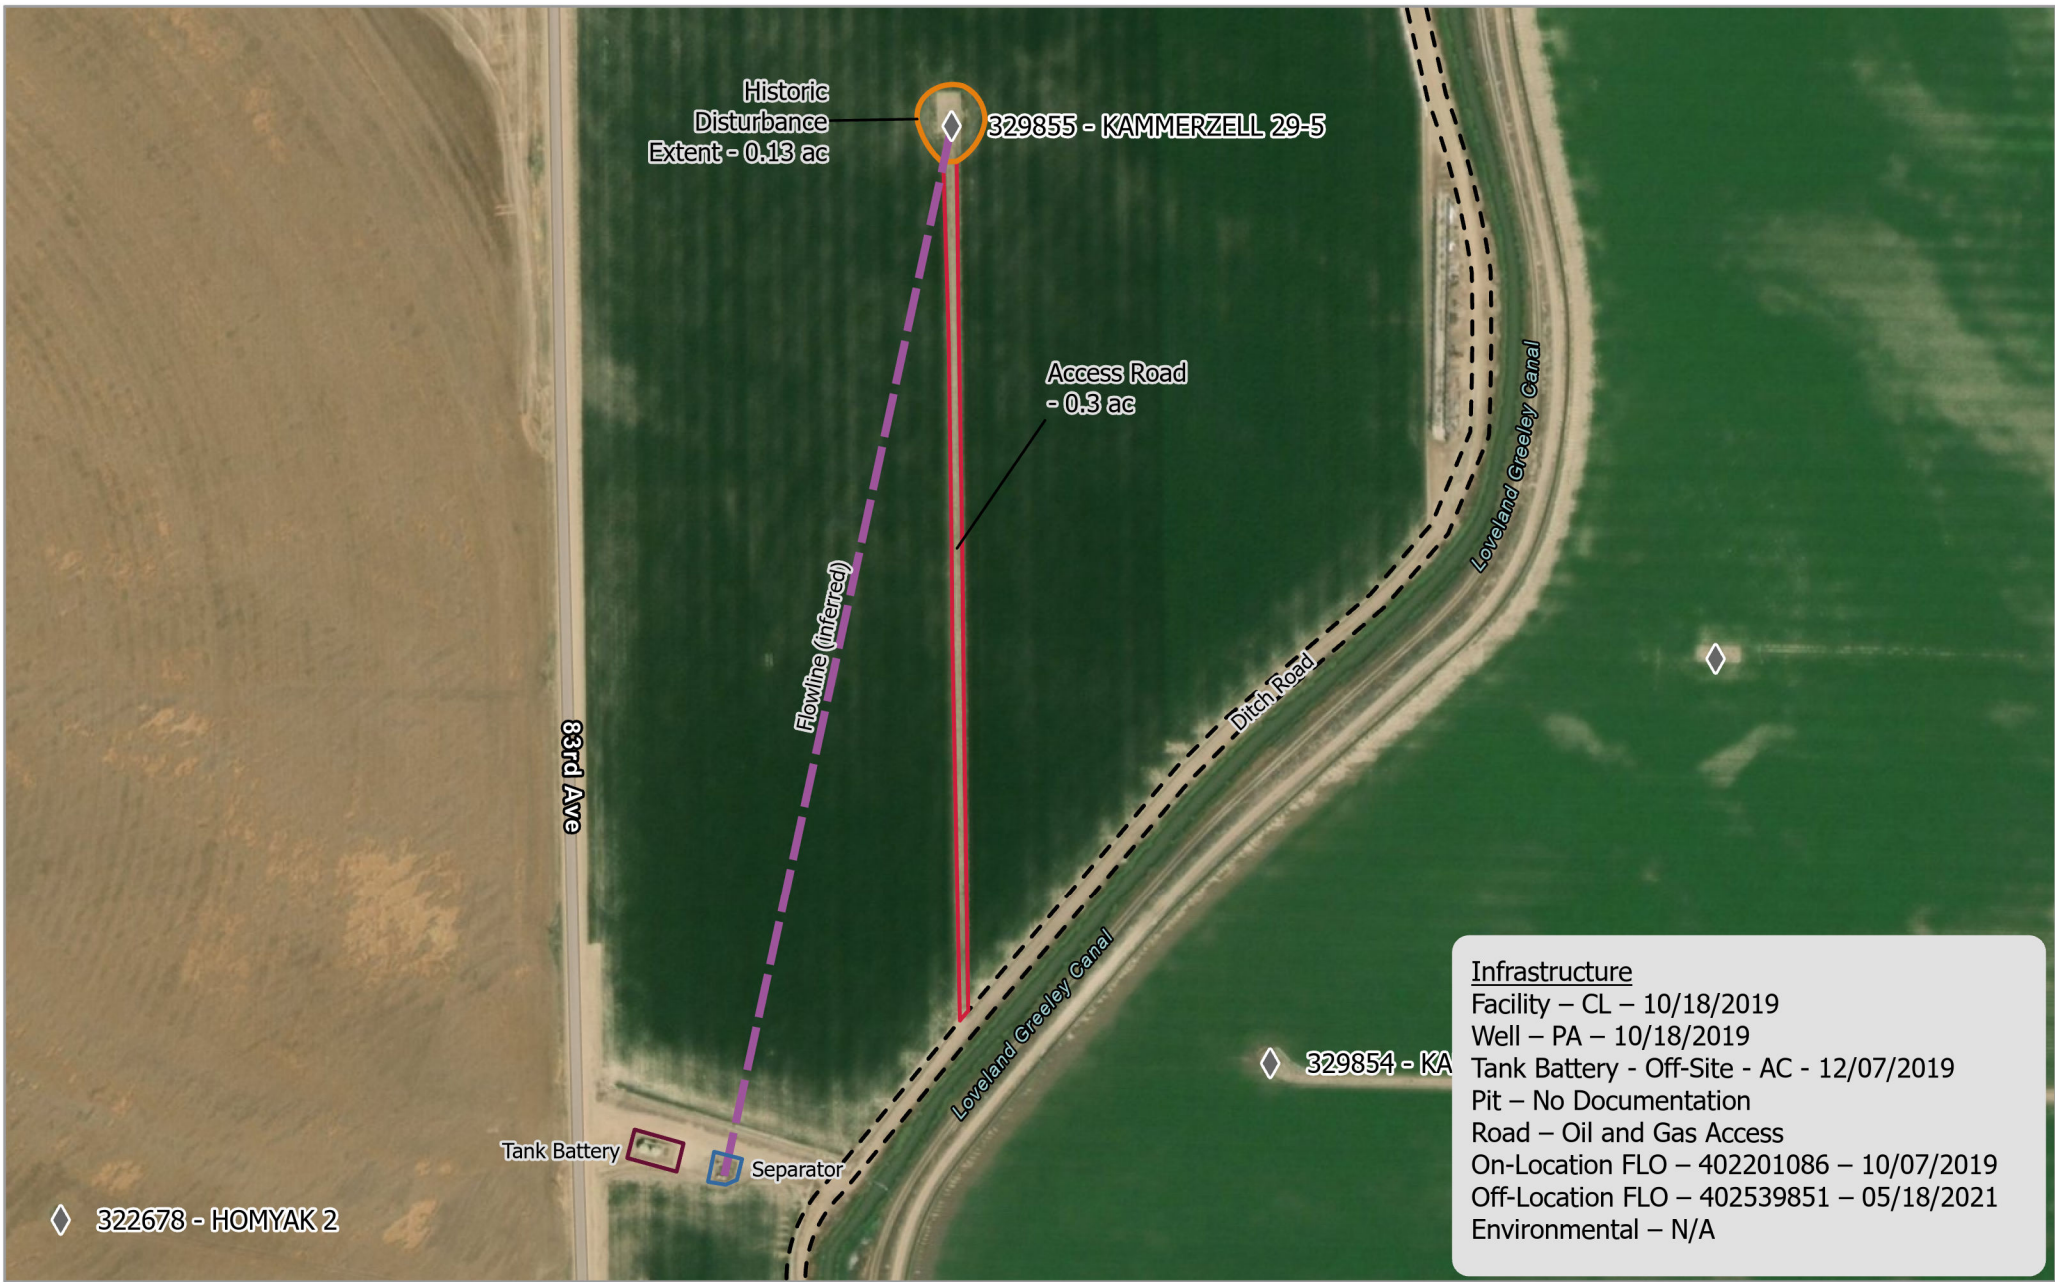 Historic
Disturbance
Extent - 0.13 ac
329855 - KAMMERZELL 29-5
Access Road
- 0.3 ac
Loveland Greeley Canal
Flowline (inferred)
Ditch Road
83rd Ave
Loveland Greeley Canal
329854 - KA
Tank Battery
Separator
322678 - HOMYAK 2
Infrastructure
Facility – CL – 10/18/2019
Well – PA – 10/18/2019
Tank Battery - Off-Site - AC - 12/07/2019
Pit – No Documentation
Road – Oil and Gas Access
On-Location FLO – 402201086 – 10/07/2019
Off-Location FLO – 402539851 – 05/18/2021
Environmental – N/A